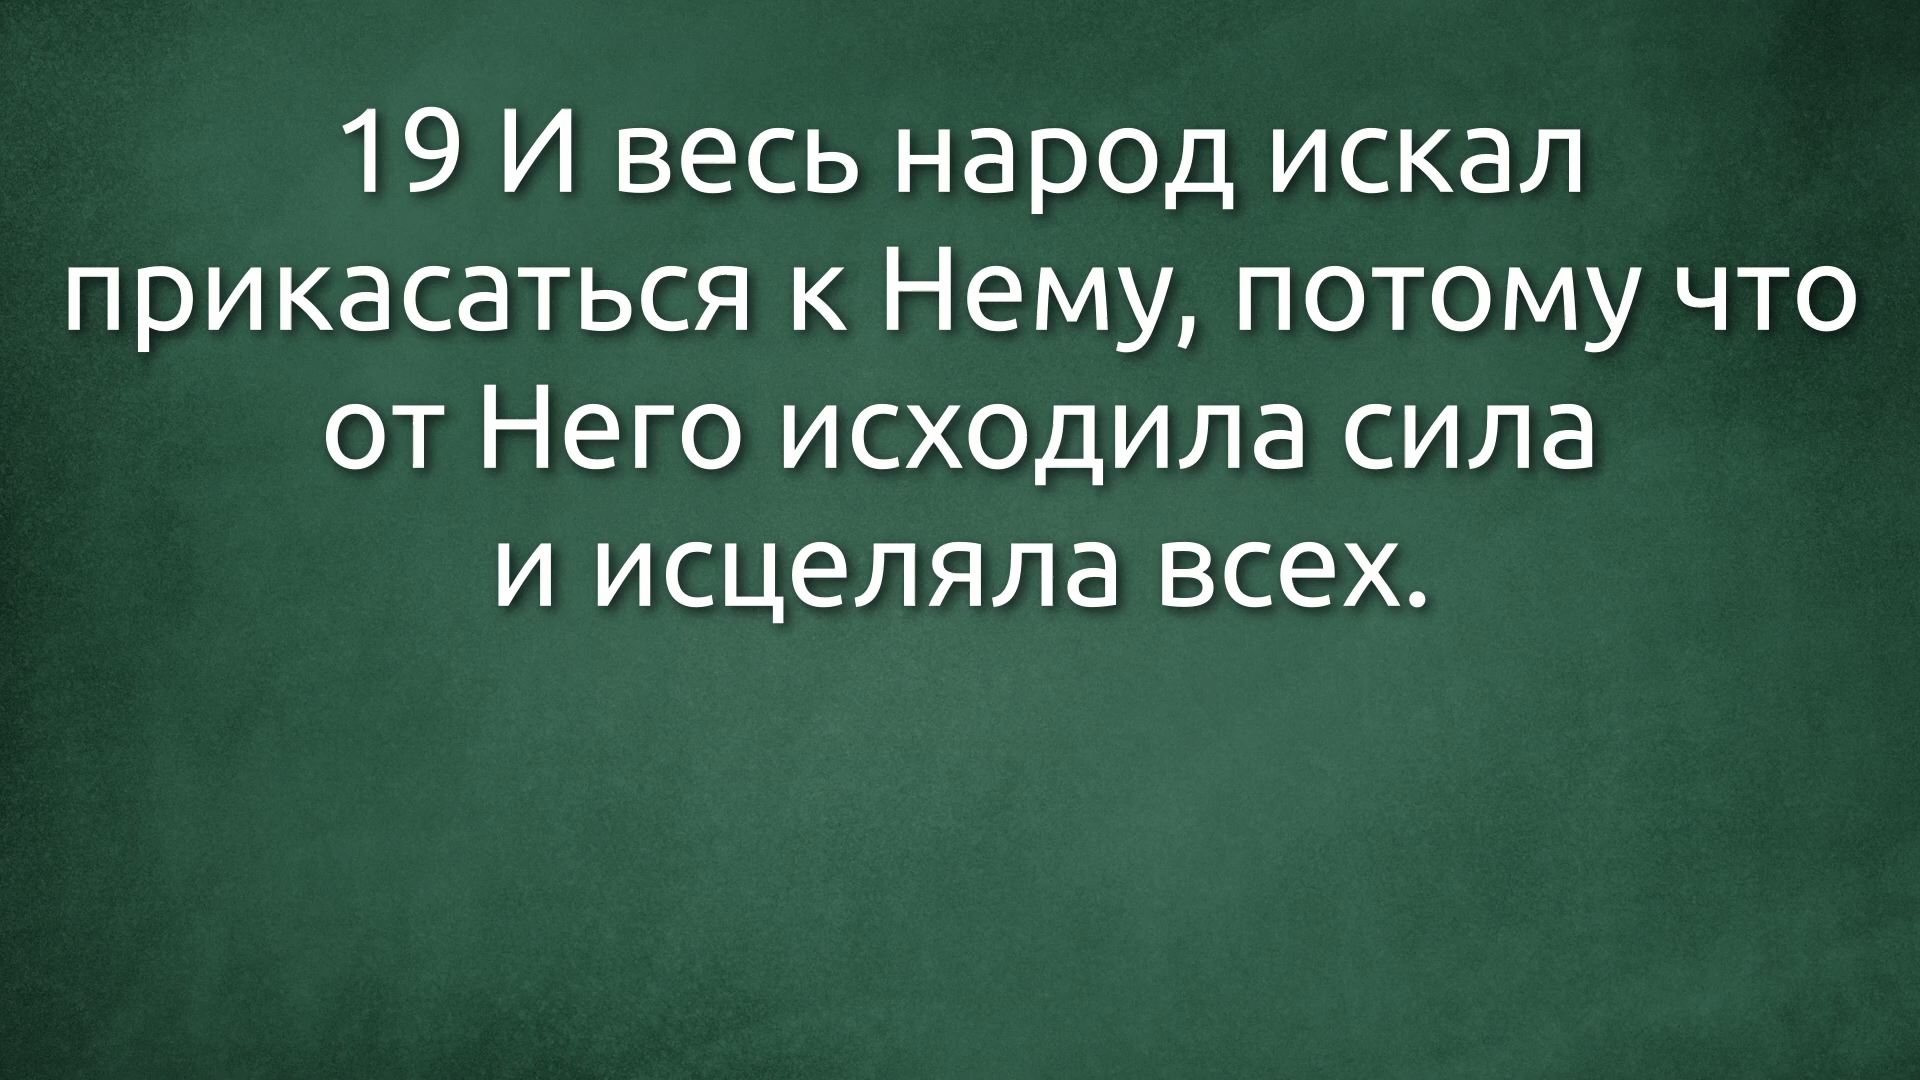 19 И весь народ искал
прикасаться к Нему, потому что
от Него исходила сила
и исцеляла всех.